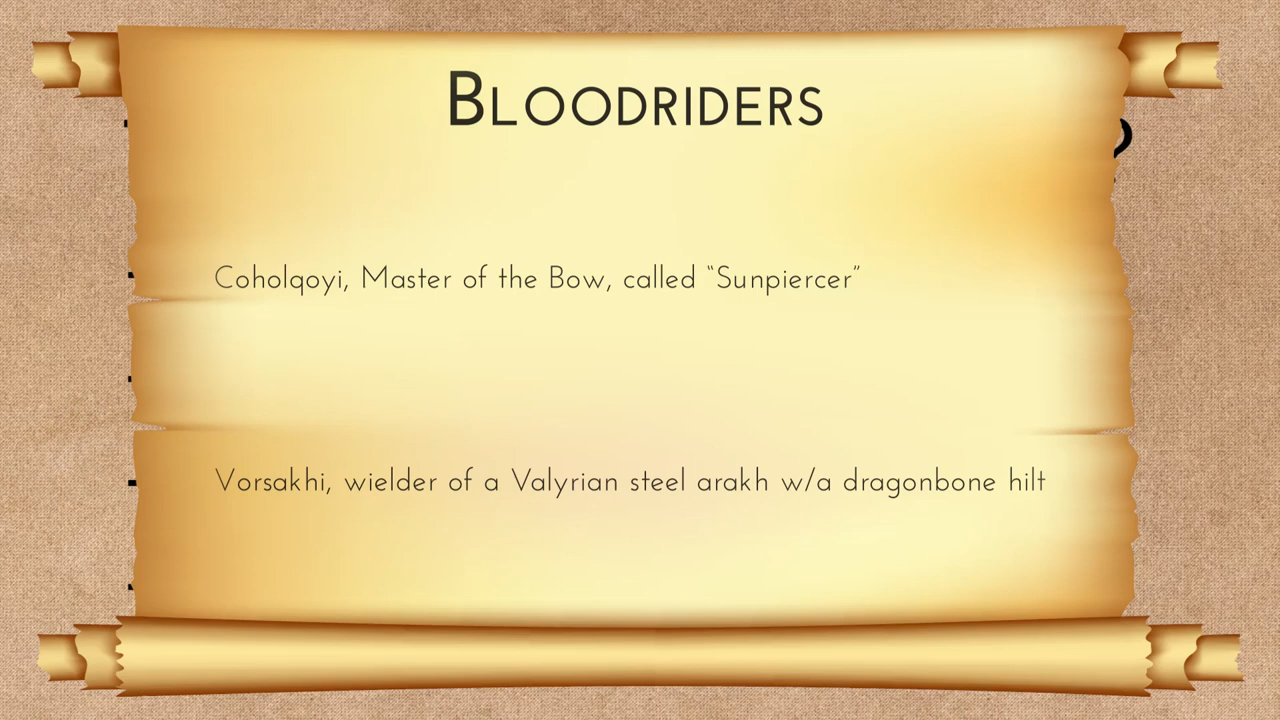 Bloodriders
Coholqoyi, Master of the Bow, called “Sunpiercer”
Vorsakhi, wielder of a Valyrian steel arakh w/a dragonbone hilt